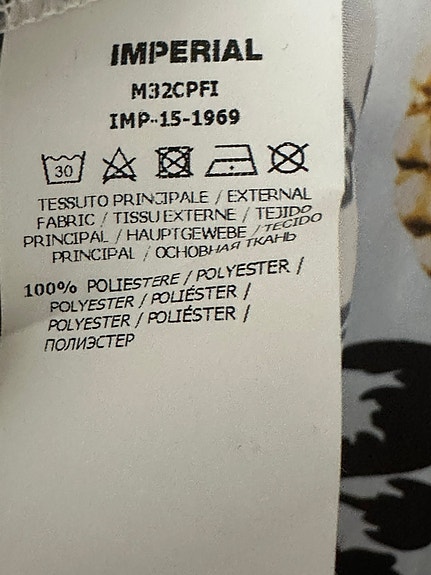 IMPERIAL
M32CPFI
IMP-15-1969
30
TESSUTO PRINCIPALE / EXTERNAL
FABRIC / TISSU EXTERNE / TEJIDO
PRINCIPAL / HAUPTGEWEBE / TECIDO
PRINCIPAL / ОСНОВНАЯ ТКАНЬ
100% POLIESTERE / POLYESTER /
POLYESTER / POLIÉSTER /
POLYESTER / POLIÉSTER /
ПОЛИЭСТЕР